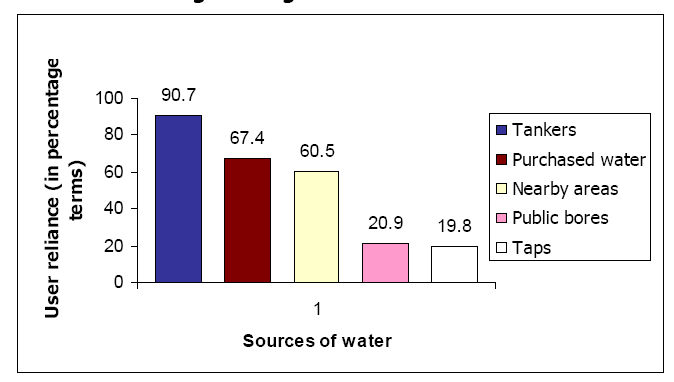 User reliance (in percentage
terms)
100
80
60
40
20
0
90.7
67.4
60.5
20.9
19.8
1
Sources of water
Tankers
Purchased water
Nearby areas
Public bores
Taps